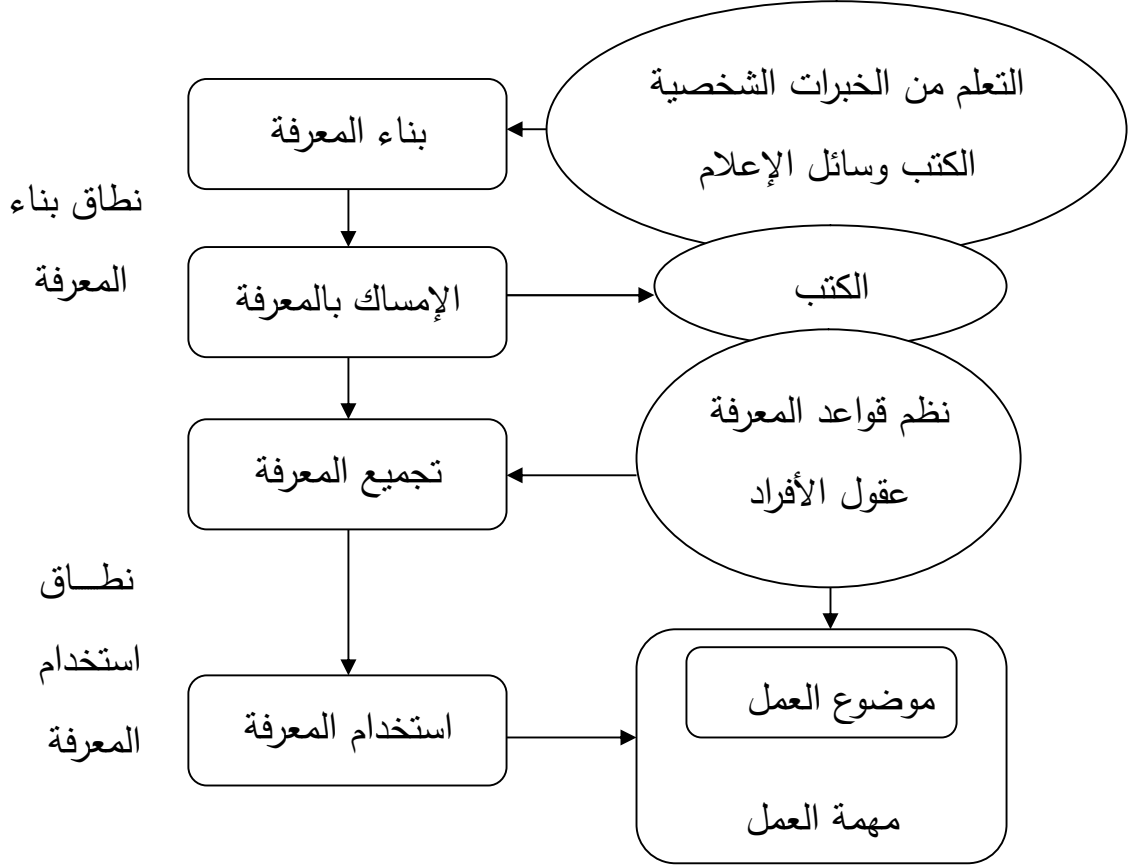 التعلم من الخبرات الشخصية
الكتب وسائل الإعلام
بناء المعرفة
نطاق بناء
المعرفة
الكتب
الإمساك بالمعرفة
نظم قواعد المعرفة
عقول الأفراد
تجميع المعرفة
نطـــاق
استخدام
المعرفة
موضوع العمل
استخدام المعرفة
مهمة العمل